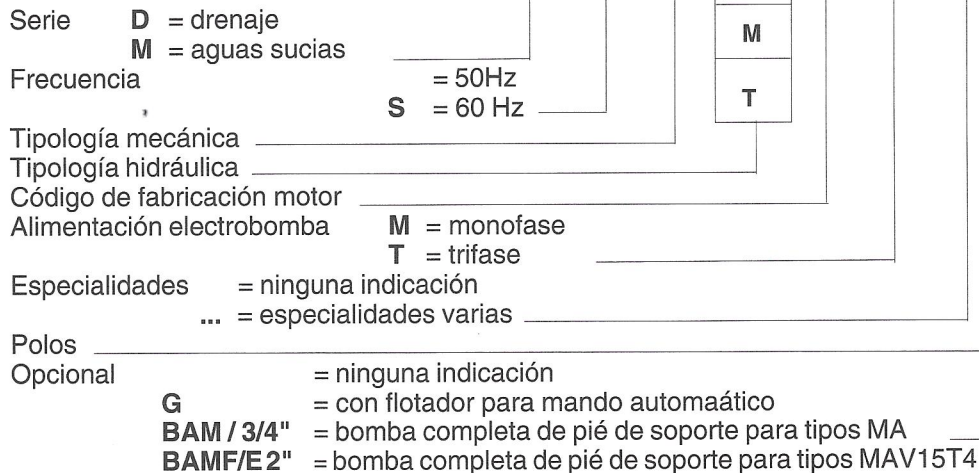 Serie D = drenaje
M = aguas sucias
M
Frecuencia = 50Hz
S = 60 Hz
T
Tipología mecánica
Tipología hidráulica
Código de fabricación motor
Alimentación electrobomba M = monofase
T = trifase
Especialidades = ninguna indicación
... = especialidades varias
Polos
Opcional = ninguna indicación
G = con flotador para mando automaático
BAM / 3/4" = bomba completa de pié de soporte para tipos MA
BAMF/E 2" = bomba completa de pié de soporte para tipos MAV15T4